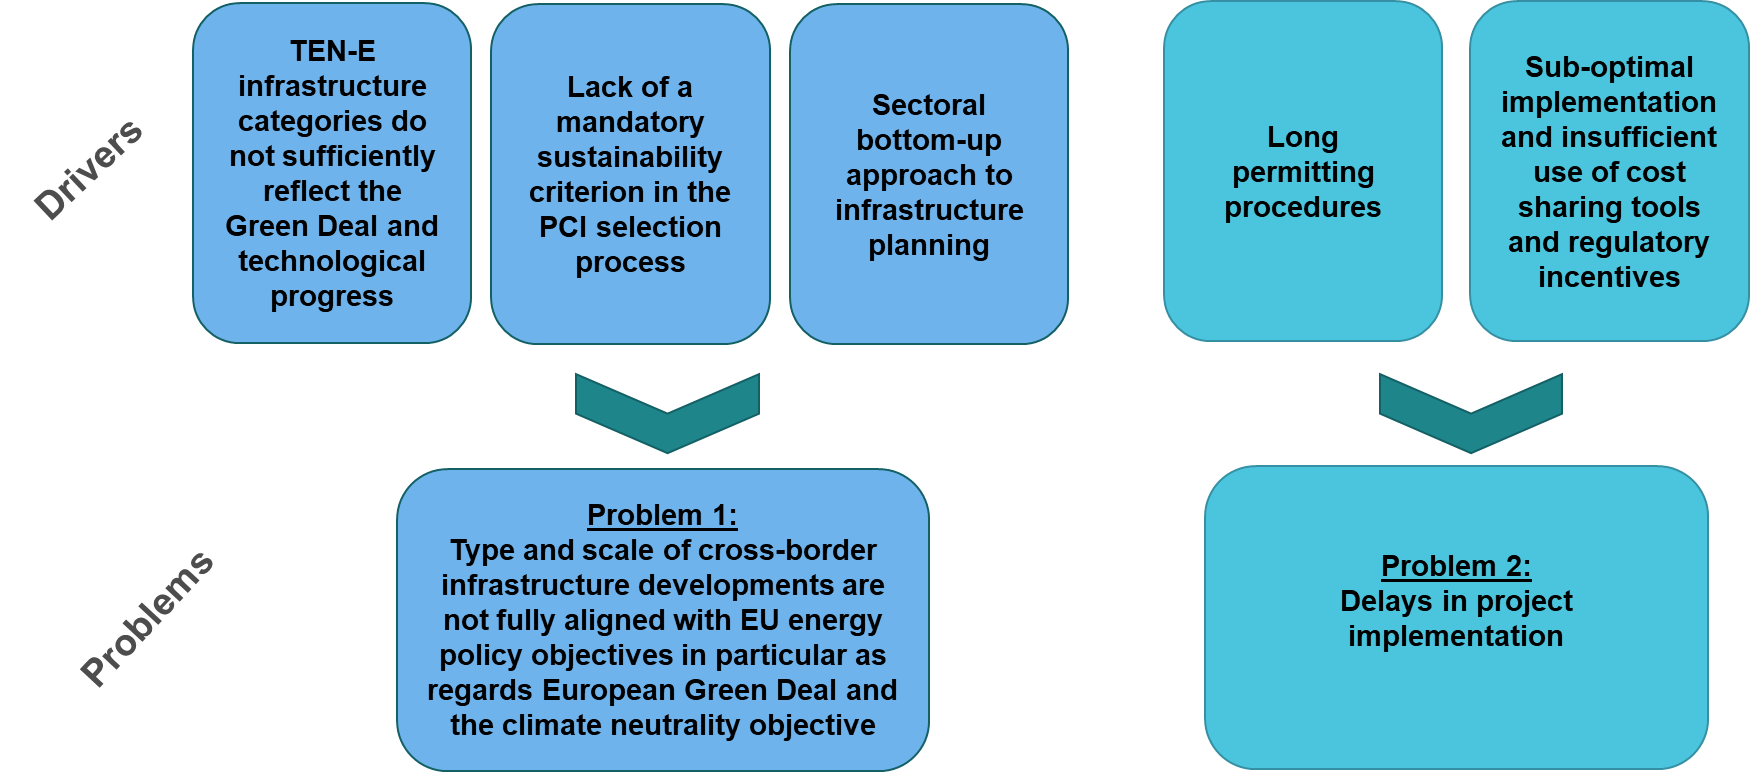 Drivers
TEN-E
infrastructure
categories do
not sufficiently
reflect the
Green Deal and
technological
progress
Lack of a
mandatory
sustainability
criterion in the
PCI selection
process
Sectoral
bottom-up
approach to
infrastructure
planning
Long
permitting
procedures
Sub-optimal
implementation
and insufficient
use of cost
sharing tools
and regulatory
incentives
Problems
Problem 1:
Type and scale of cross-border
infrastructure developments are
not fully aligned with EU energy
policy objectives in particular as
regards European Green Deal and
the climate neutrality objective
Problem 2:
Delays in project
implementation